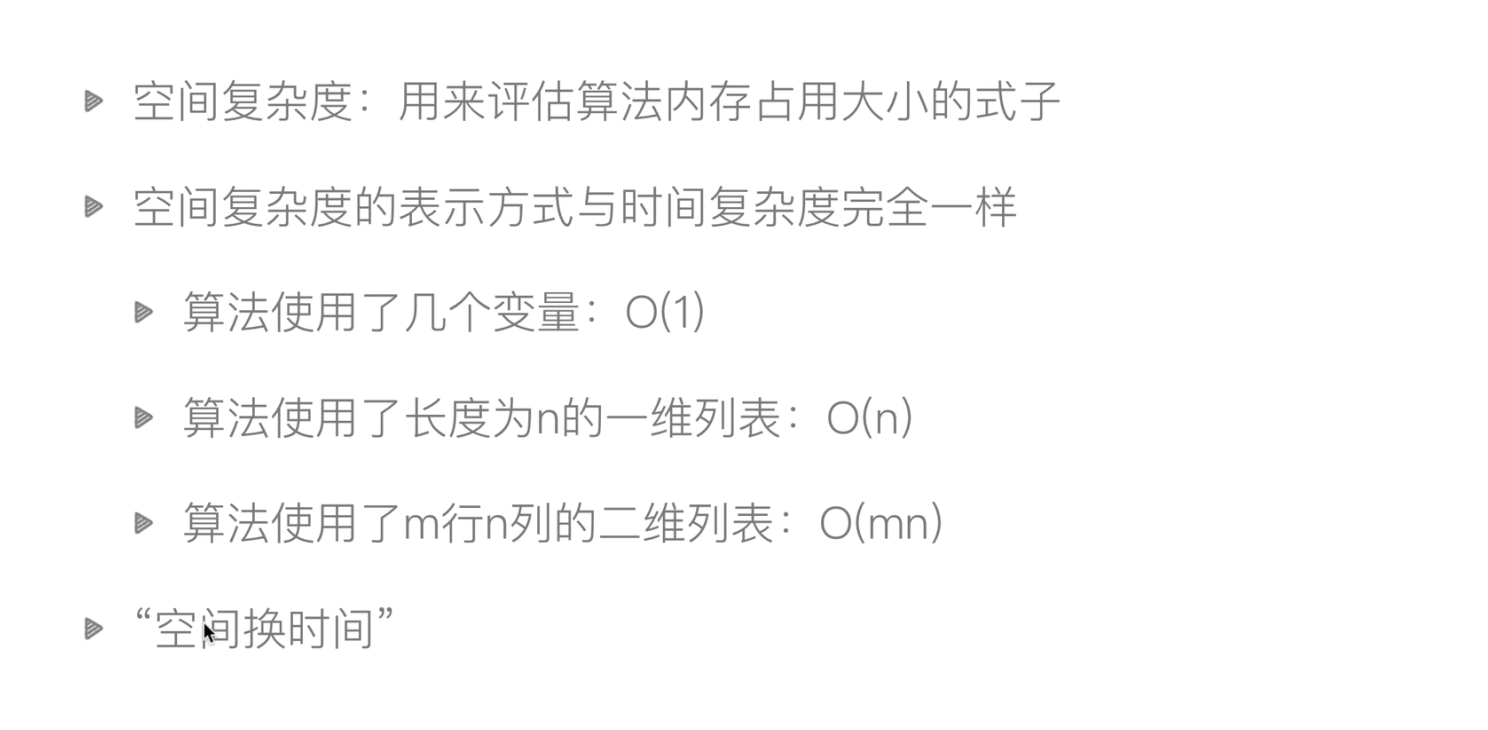 空间复杂度：用来评估算法内存占用大小的式子
空间复杂度的表示方式与时间复杂度完全一样
算法使用了几个变量：O(1)
算法使用了长度为n的一维列表：O(n)
算法使用了m行n列的二维列表：O(mn)
“空间换时间”